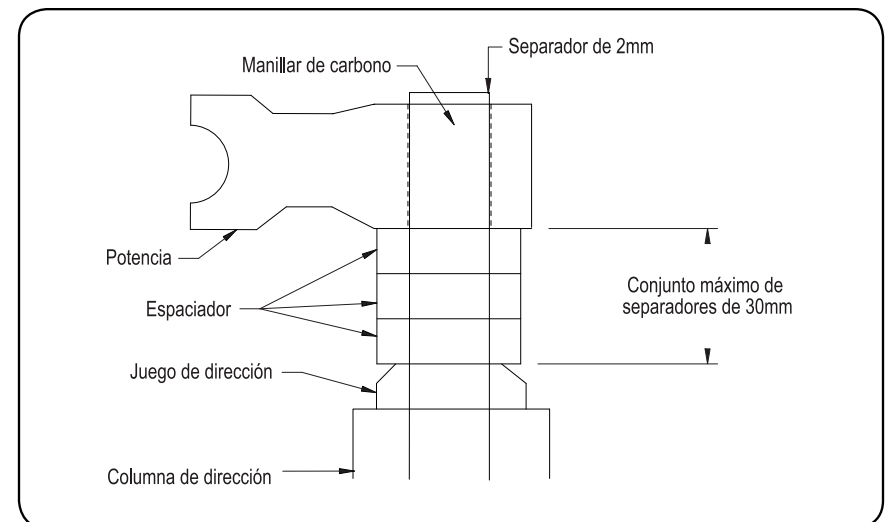 Separador de 2mm
Manillar de carbono
Potencia
Espaciador
Conjunto máximo de
separadores de 30mm
Juego de dirección
Columna de dirección